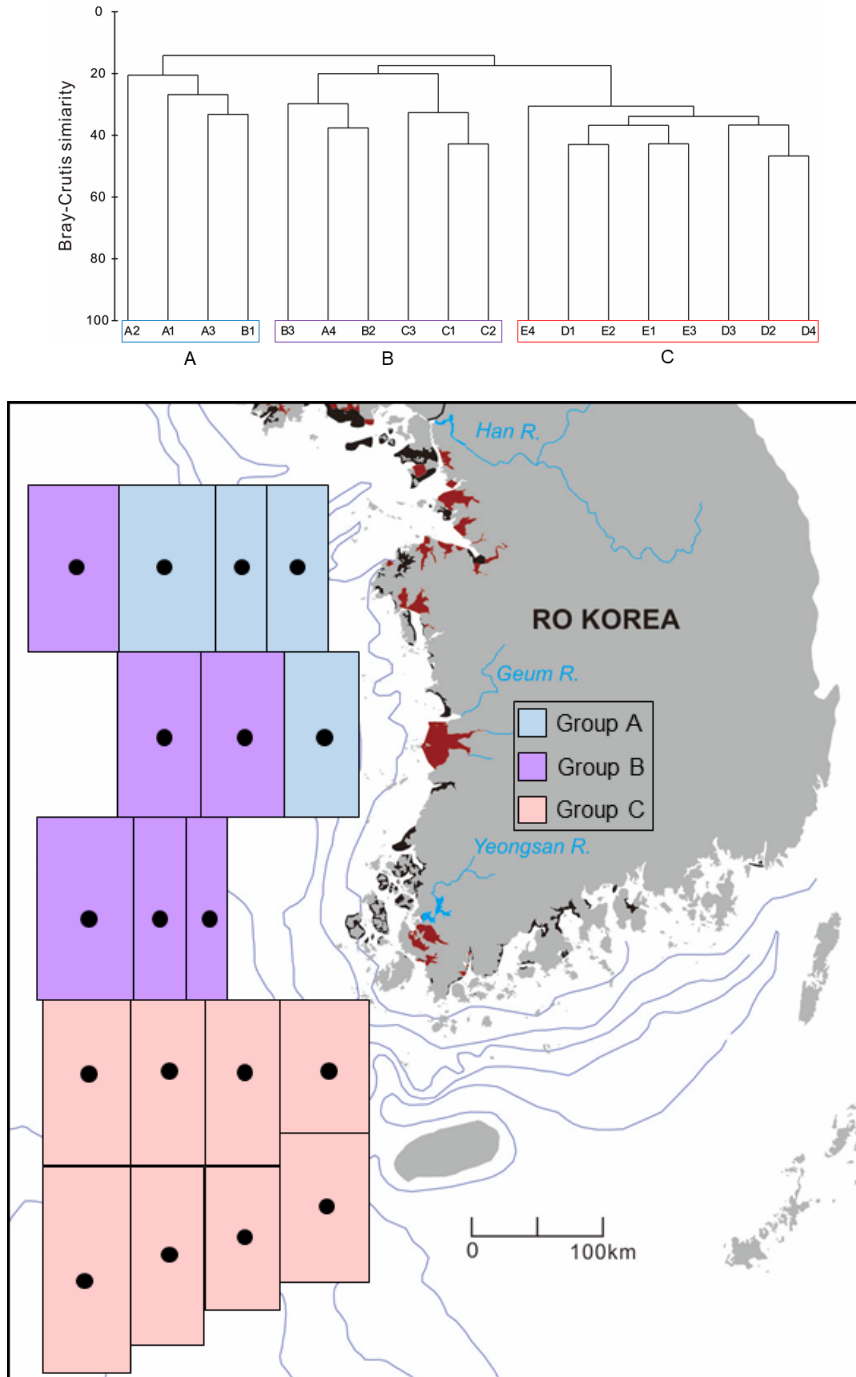 0
20
40
60
80
100
Bray-Crutis simiarity
A2 A1 A3 B1 B3 A4 B2 C3 C1 C2 E4 D1 E2 E1 E3 D3 D2 D4
A B C
Han R.
RO KOREA
Geum R.
Group A
Group B
Group C
Yeongsan R.
0 100km